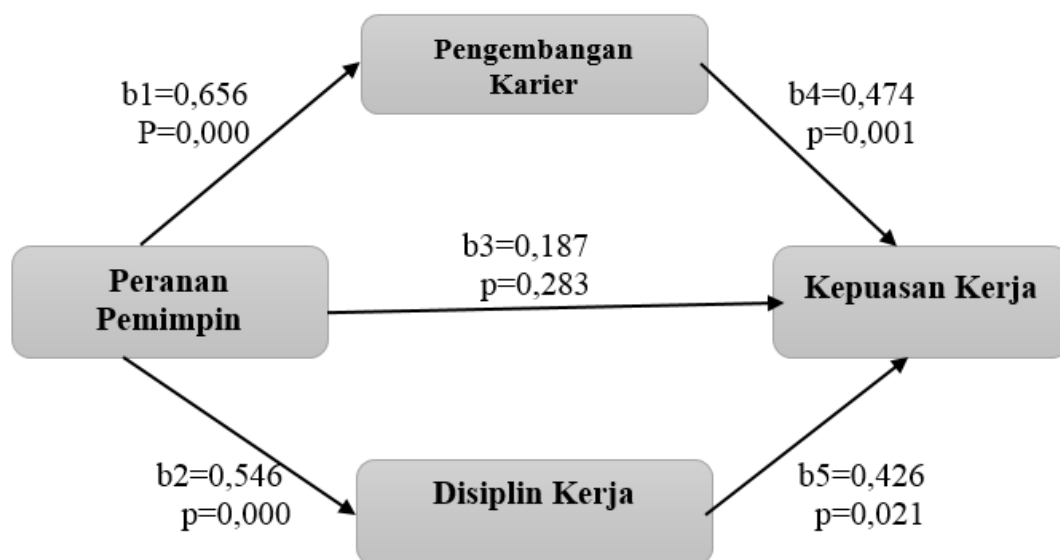 Pengembangan
Karier
b1=0,656
P=0,000
b4=0,474
p=0,001
Peranan
Pemimpin
b3=0,187
p=0,283
Kepuasan Kerja
b2=0,546
p=0,000
Disiplin Kerja
b5=0,426
p=0,021